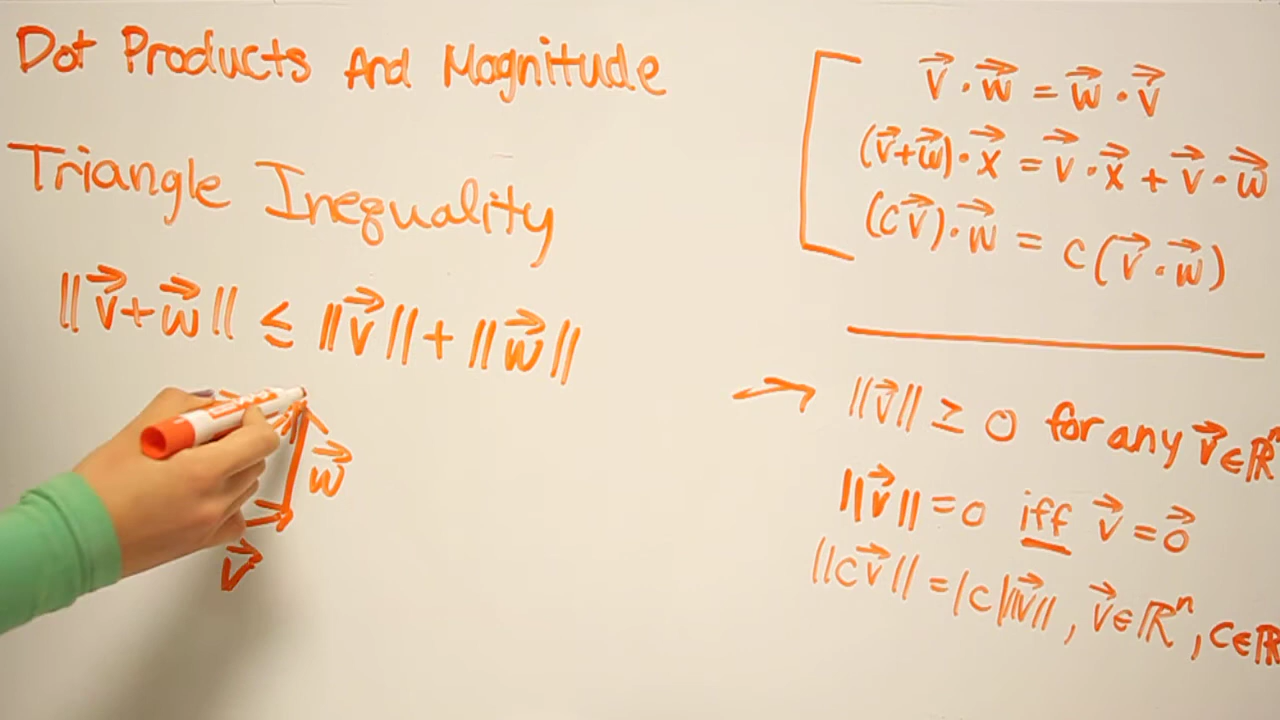 Dot Products And Magnitude
Triangle Inequality
||v⃗+w⃗|| ≤ ||v⃗||+||w⃗||
w⃗
v⃗
v⃗·w⃗ = w⃗·v⃗
(v⃗+w⃗)·x⃗ = v⃗·x⃗ + v⃗·w⃗
(cv⃗)·w⃗ = c(v⃗·w⃗)
||v⃗|| ≥ 0 for any v⃗∈ℝⁿ
||v⃗||=0 iff v⃗=0⃗
||cv⃗||=|c|||v⃗||, v⃗∈ℝⁿ, c∈ℝ